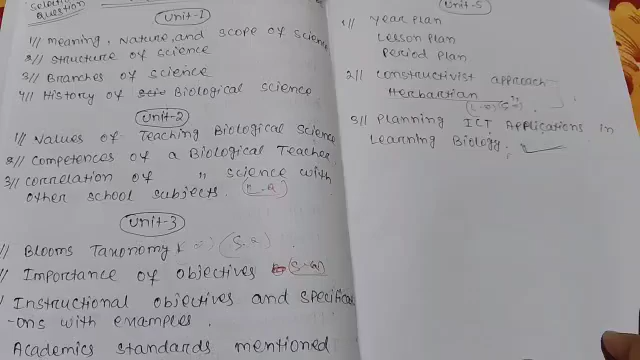 selection
Question
Unit-1
1// Meaning, Nature, and scope of science
2// Structure of science
3// Branches of science
4// History of Biological science
Unit-2
1// Values of Teaching Biological science
2// Competences of a Biological Teacher
3// Correlation of " science with
other school subjects. (L.Q)
Unit-3
// Blooms Taxonomy (S.Q)
// Importance of objectives (S.Q)
Instructional objectives and specificati
-ons with examples.
Academics standards mentioned
Unit-5
1// Year plan
Lesson plan
Period plan
2// Constructivist approach
Herbartian
3// Planning ICT Applications in
Learning Biology.